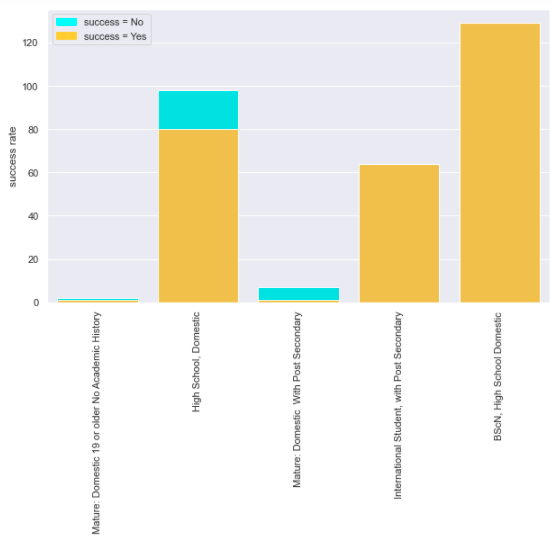 success = No
success = Yes
120
100
80
60
40
20
0
success rate
Mature: Domestic 19 or older No Academic History
High School, Domestic
Mature: Domestic  With Post Secondary
International Student, with Post Secondary
BScN, High School Domestic